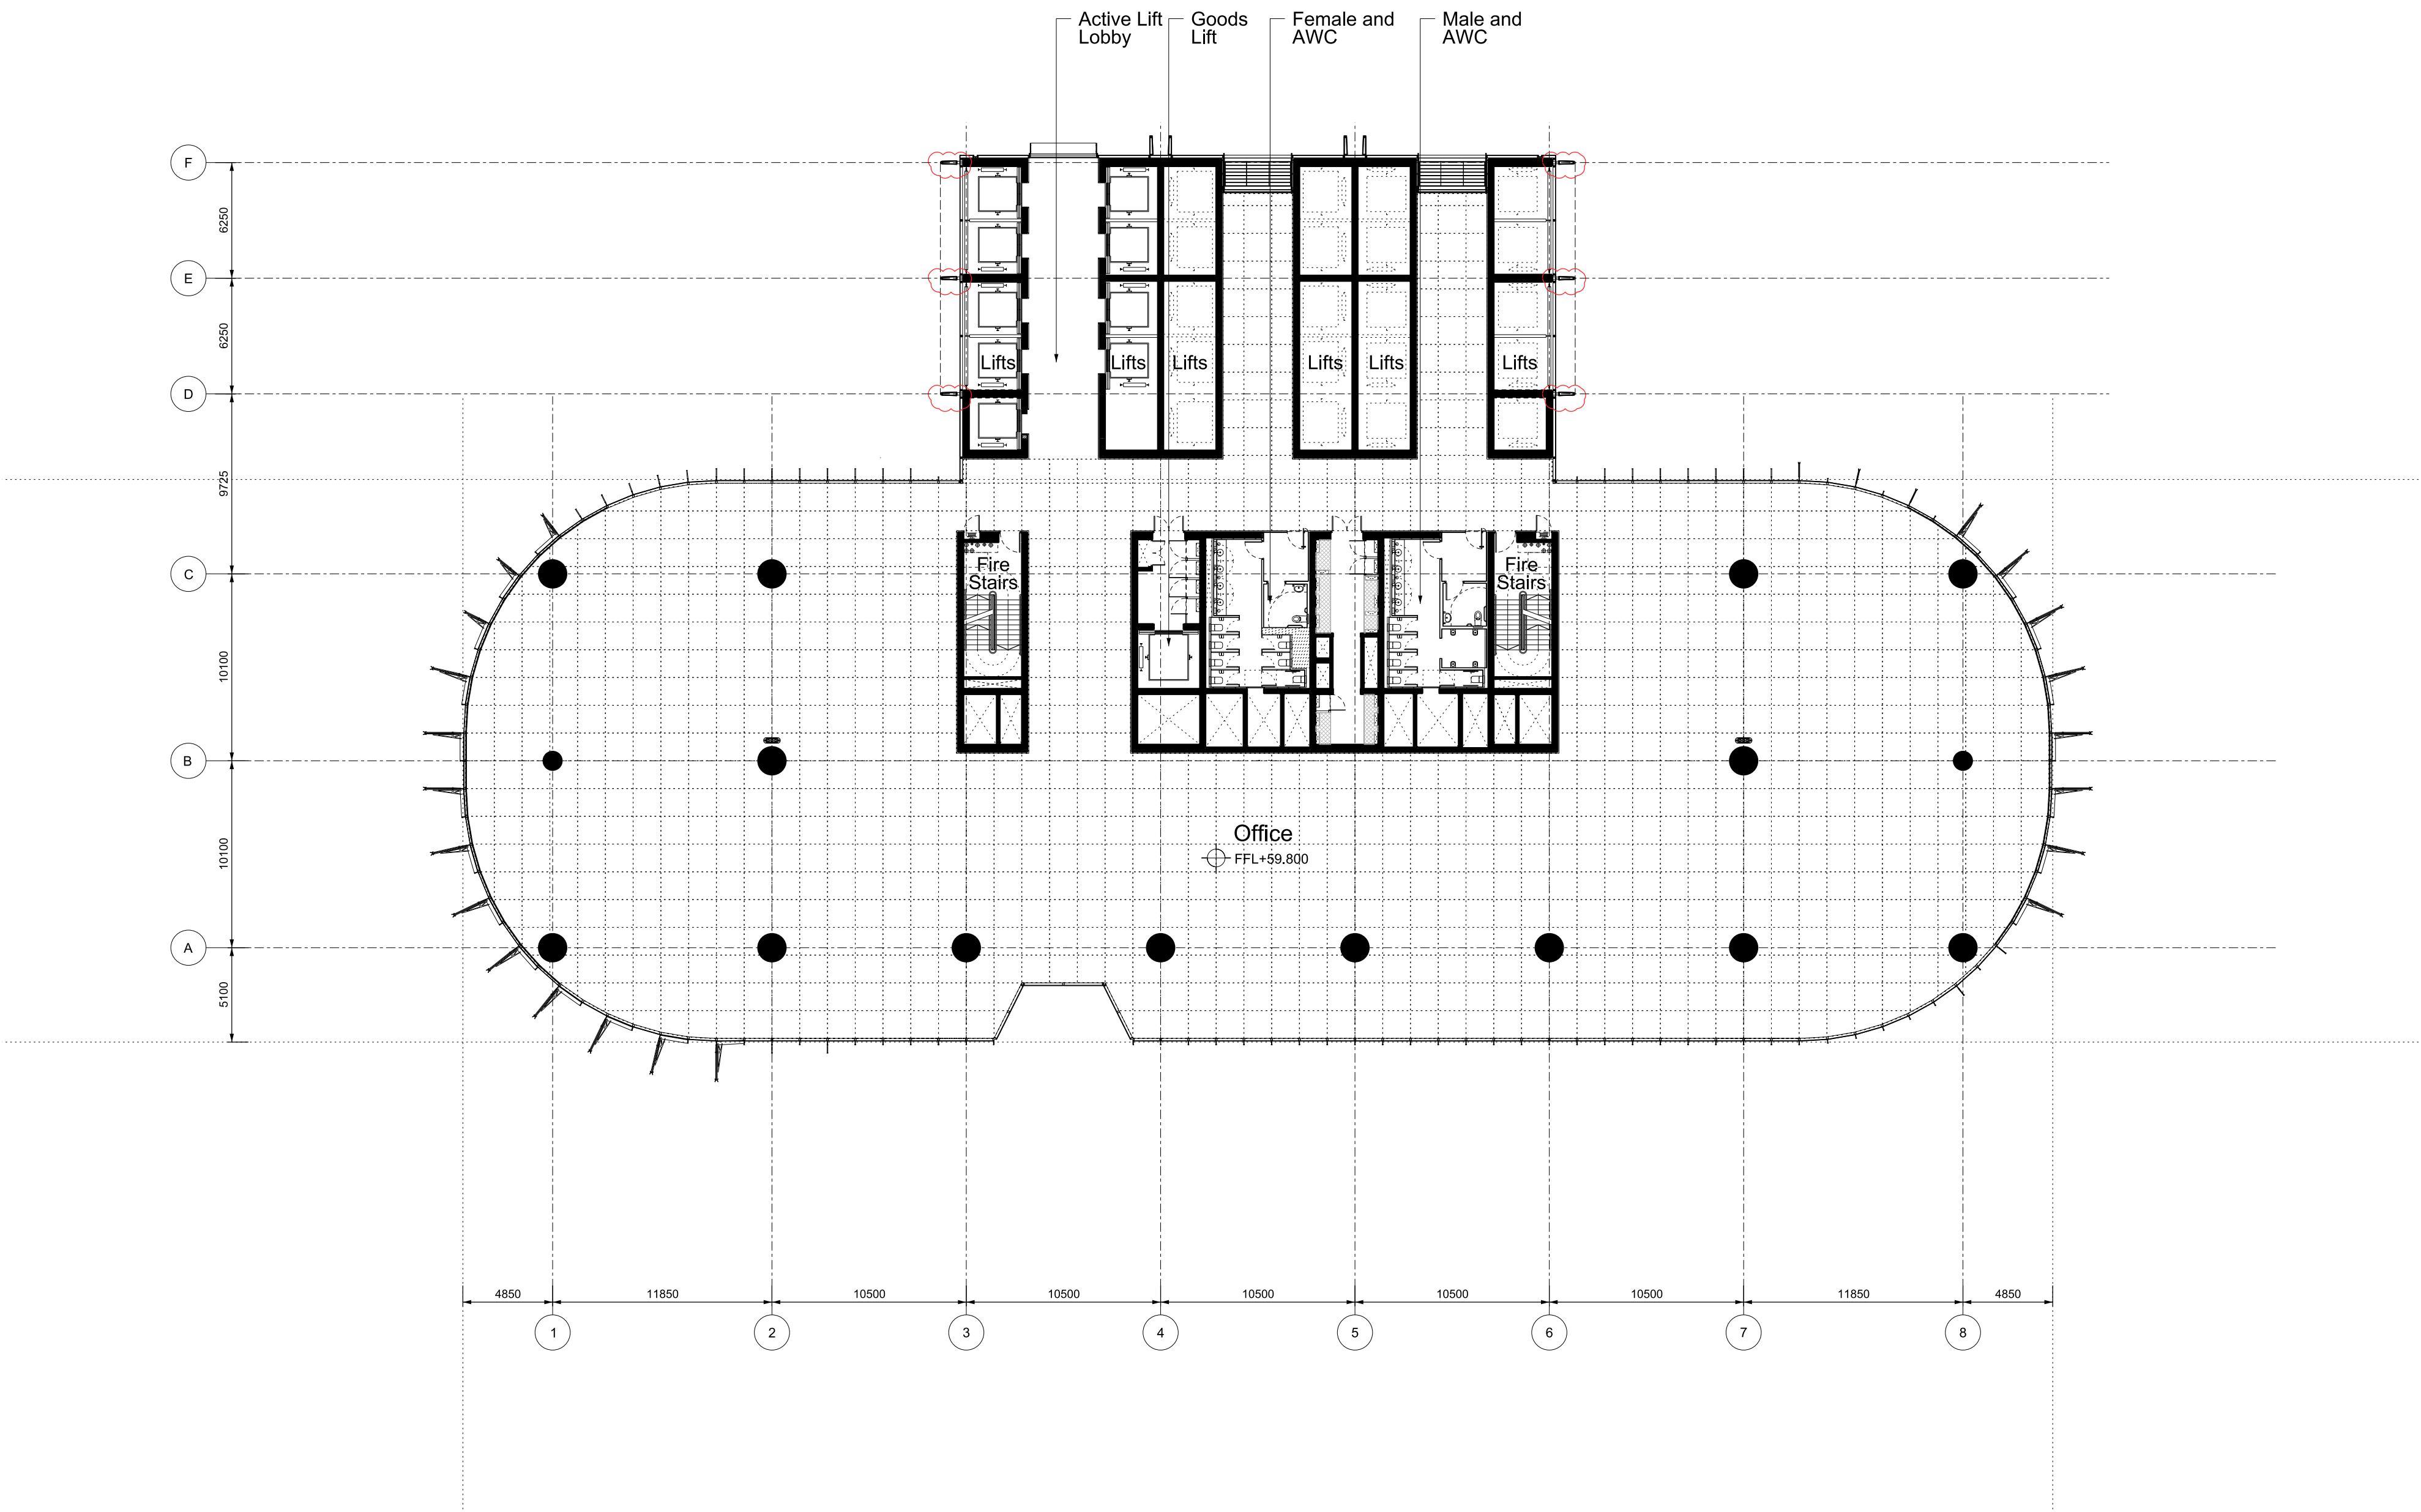 Active Lift
Lobby
Goods
Lift
Female and
AWC
Male and
AWC
F
6250
E
6250
Lifts
Lifts
Lifts
Lifts
Lifts
Lifts
D
9725
Fire
Stairs
Fire
Stairs
C
10100
B
10100
Office
FFL+59.800
A
5100
4850
11850
10500
10500
10500
10500
10500
11850
4850
1
2
3
4
5
6
7
8